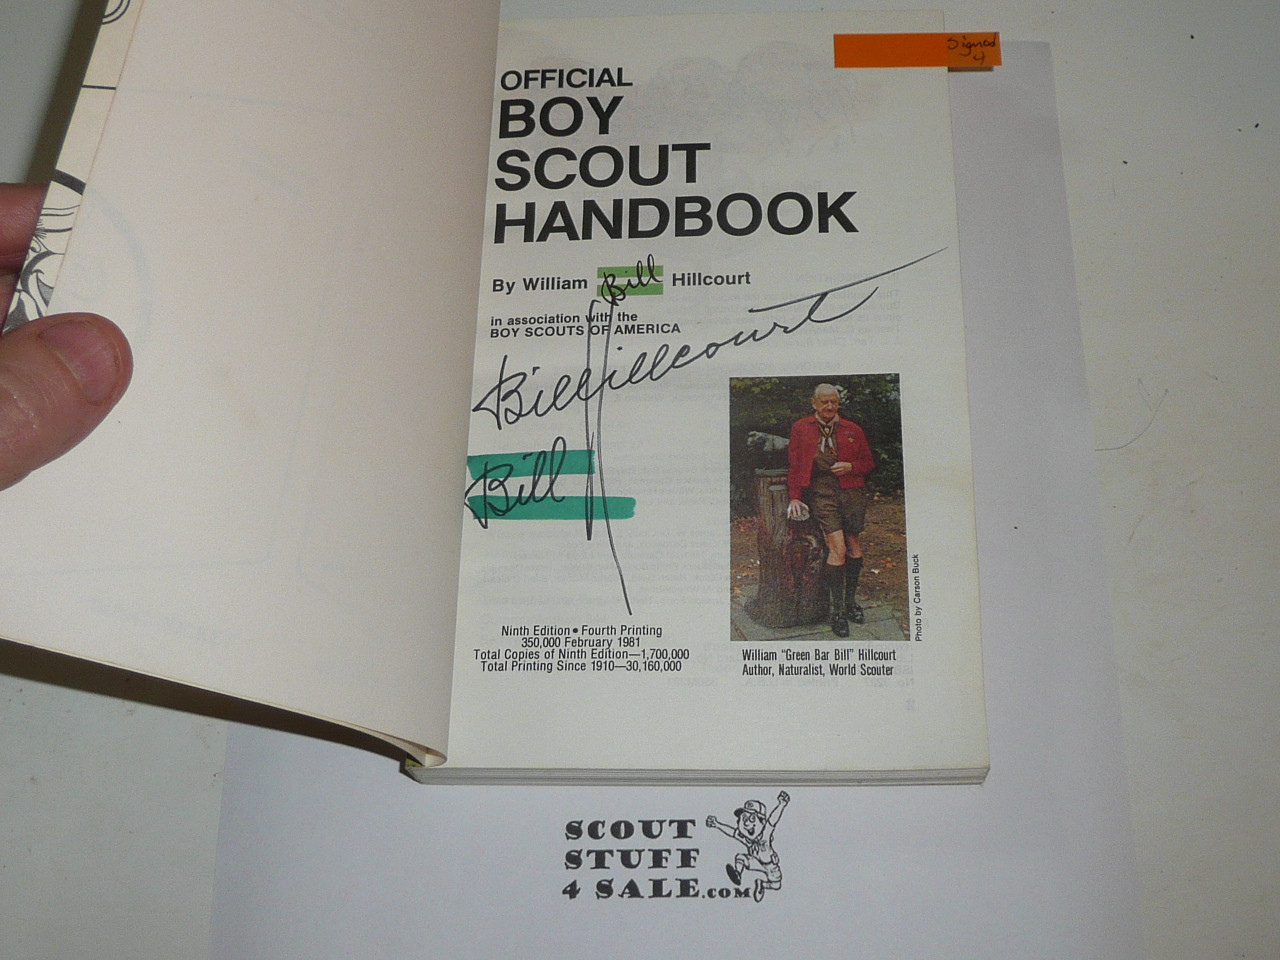 Signed
4
OFFICIAL
BOY
SCOUT
HANDBOOK
By William Bill Hillcourt
in association with the
BOY SCOUTS OF AMERICA
Bill Hillcourt
Bill
Photo by Carson Buck
Ninth Edition • Fourth Printing
350,000 February 1981
Total Copies of Ninth Edition—1,700,000
Total Printing Since 1910—30,160,000
William "Green Bar Bill" Hillcourt
Author, Naturalist, World Scouter
SCOUT
STUFF
4 SALE.COM